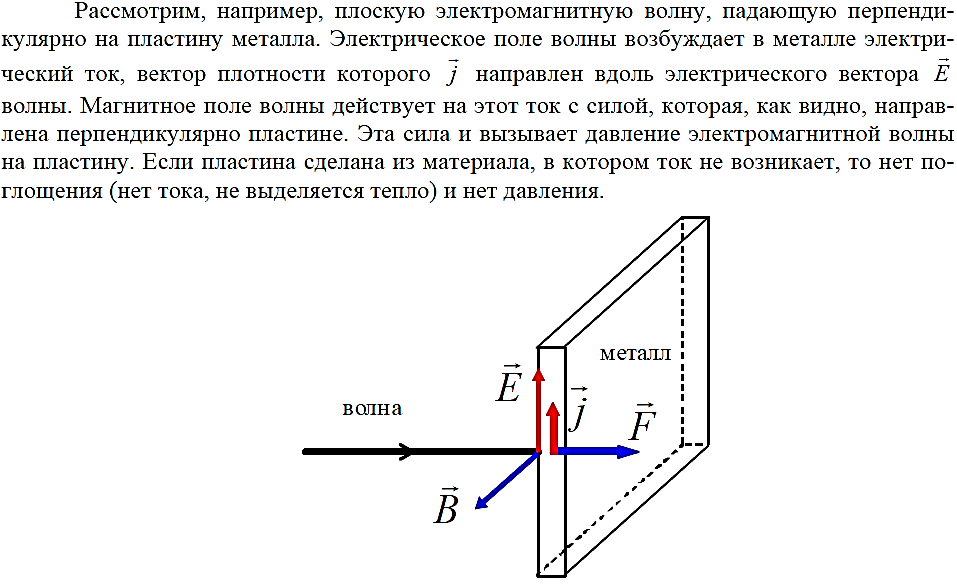 Рассмотрим, например, плоскую электромагнитную волну, падающую перпенди-
кулярно на пластину металла. Электрическое поле волны возбуждает в металле электри-
ческий ток, вектор плотности которого j⃗ направлен вдоль электрического вектора E⃗
волны. Магнитное поле волны действует на этот ток с силой, которая, как видно, направ-
лена перпендикулярно пластине. Эта сила и вызывает давление электромагнитной волны
на пластину. Если пластина сделана из материала, в котором ток не возникает, то нет по-
глощения (нет тока, не выделяется тепло) и нет давления.
металл
E⃗
j⃗
волна
F⃗
B⃗